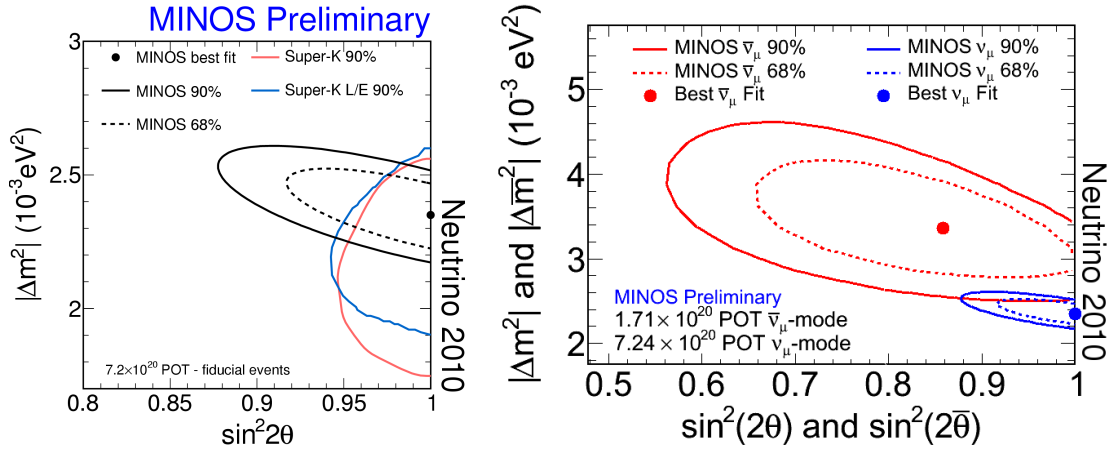 MINOS Preliminary
3
2.5
2
|Δm²| (10⁻³eV²)
MINOS best fit
MINOS 90%
MINOS 68%
Super-K 90%
Super-K L/E 90%
7.2×10²⁰ POT - fiducial events
0.8 0.85 0.9 0.95 1
sin²2θ
Neutrino 2010
|Δm²| and |Δm̅²| (10⁻³ eV²)
5
4
3
2
MINOS ν̅μ 90%
MINOS ν̅μ 68%
Best ν̅μ Fit
MINOS νμ 90%
MINOS νμ 68%
Best νμ Fit
MINOS Preliminary
1.71× 10²⁰ POT ν̅μ-mode
7.24 × 10²⁰ POT νμ-mode
0.5 0.6 0.7 0.8 0.9 1
sin²(2θ) and sin²(2θ̅)
Neutrino 2010